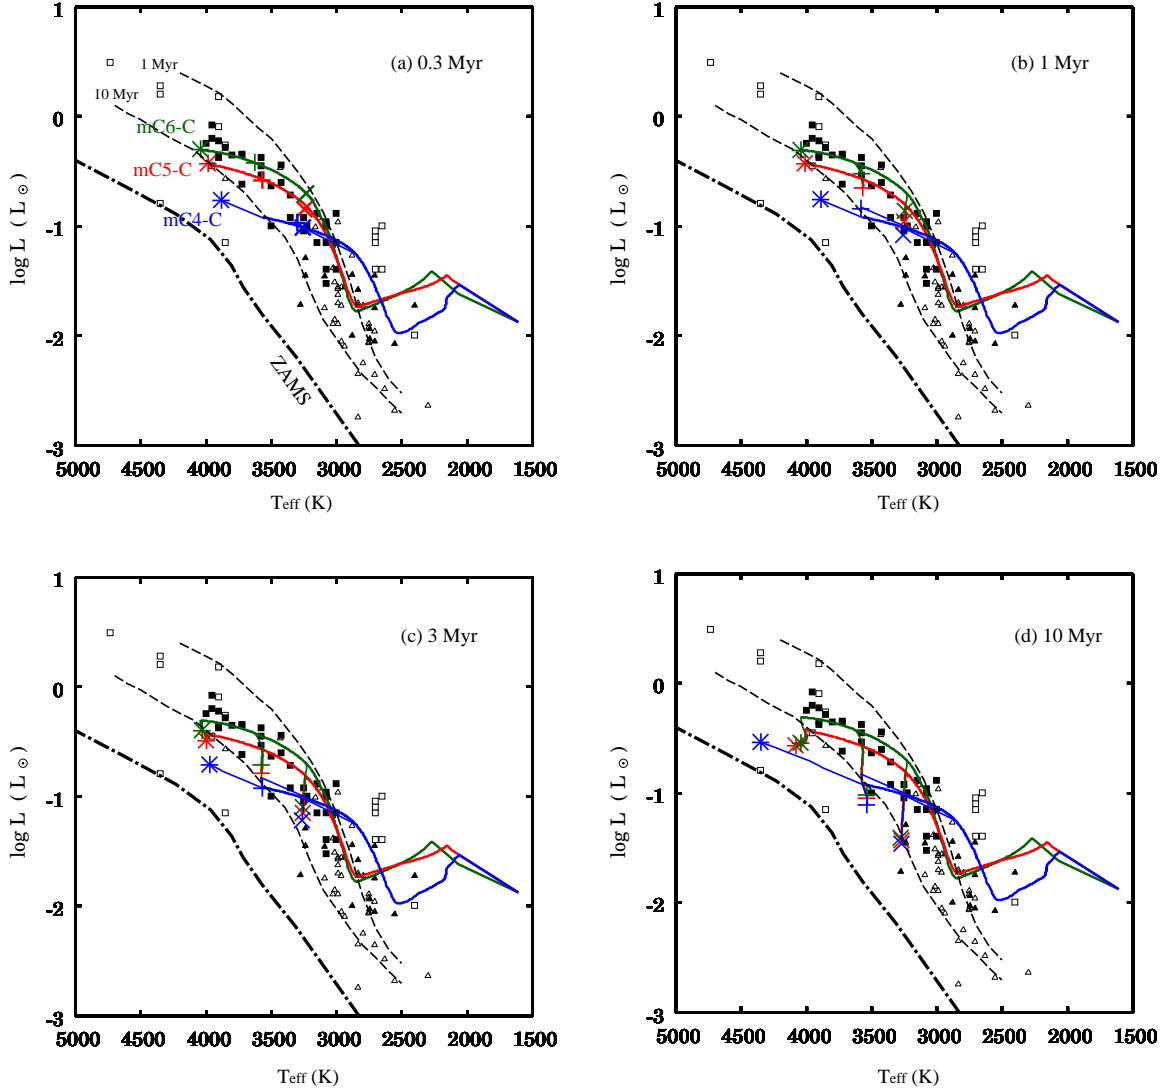 1
0
-1
-2
-3
log L ( L ⊙ )
(a) 0.3 Myr
1 Myr
10 Myr
mC6-C
mC5-C
mC4-C
ZAMS
5000 4500 4000 3500 3000 2500 2000 1500
Teff (K)
1
0
-1
-2
-3
log L ( L ⊙ )
(b) 1 Myr
5000 4500 4000 3500 3000 2500 2000 1500
Teff (K)
1
0
-1
-2
-3
log L ( L ⊙ )
(c) 3 Myr
5000 4500 4000 3500 3000 2500 2000 1500
Teff (K)
1
0
-1
-2
-3
log L ( L ⊙ )
(d) 10 Myr
5000 4500 4000 3500 3000 2500 2000 1500
Teff (K)